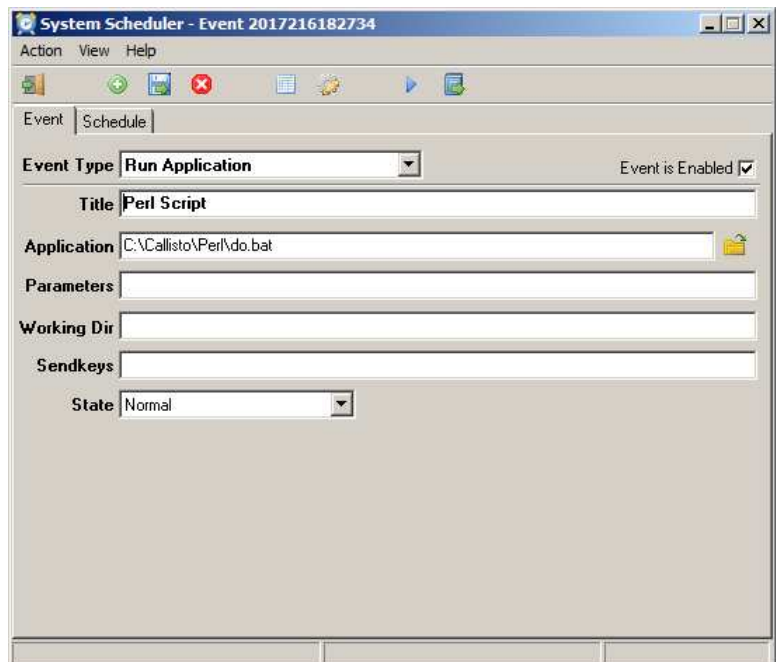 System Scheduler - Event 2017216182734
Action View Help
Event Schedule
Event Type Run Application Event is Enabled
Title Perl Script
Application C:\Callisto\Perl\do.bat
Parameters
Working Dir
Sendkeys
State Normal